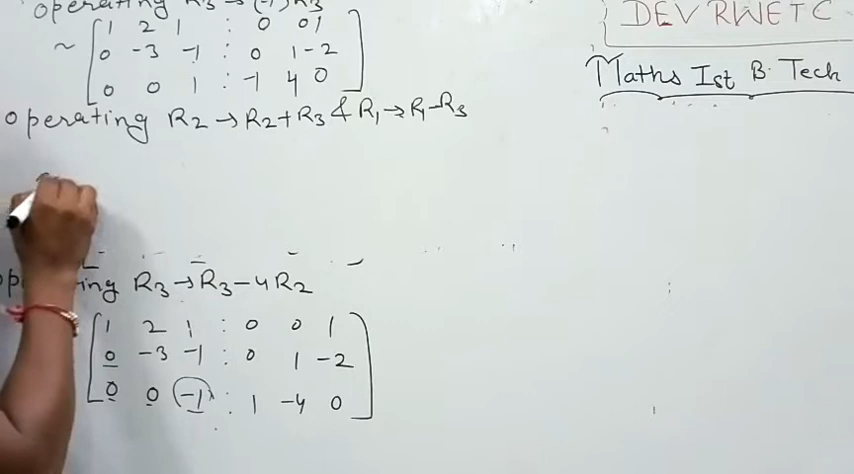 operating R3 → (-1)R3
~ [ 1 2 1 : 0 0 1
0 -3 -1 : 0 1 -2
0 0 1 : -1 4 0 ]
operating R2 → R2 + R3 & R1 → R1 - R3
operating R3 → R3 - 4R2
[ 1 2 1 : 0 0 1
0 -3 -1 : 0 1 -2
0 0 -1 : 1 -4 0 ]
DEV RWETC
Maths Ist B. Tech